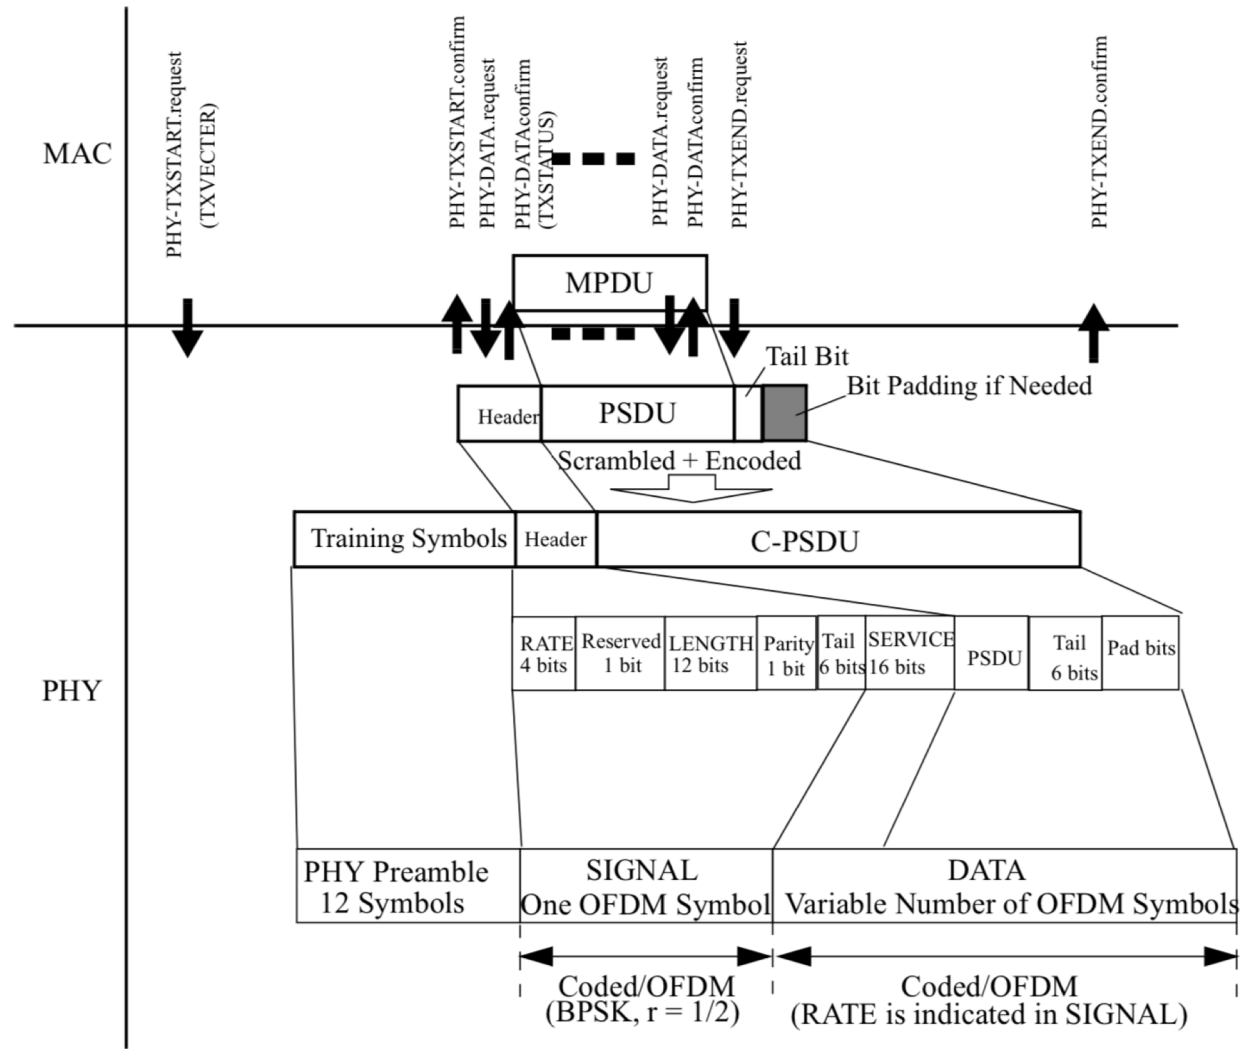 PHY-TXSTART.request
(TXVECTER)
PHY-TXSTART.confirm
PHY-DATA.request
PHY-DATAconfirm
(TXSTATUS)
PHY-DATA.request
PHY-DATAconfirm
PHY-TXEND.request
PHY-TXEND.confirm
MAC
MPDU
Tail Bit
Bit Padding if Needed
Header
PSDU
Scrambled + Encoded
Training Symbols
Header
C-PSDU
RATE
4 bits
Reserved
1 bit
LENGTH
12 bits
Parity
1 bit
Tail
6 bits
SERVICE
16 bits
PSDU
Tail
6 bits
Pad bits
PHY
PHY Preamble
12 Symbols
SIGNAL
One OFDM Symbol
DATA
Variable Number of OFDM Symbols
Coded/OFDM
(BPSK, r = 1/2)
Coded/OFDM
(RATE is indicated in SIGNAL)